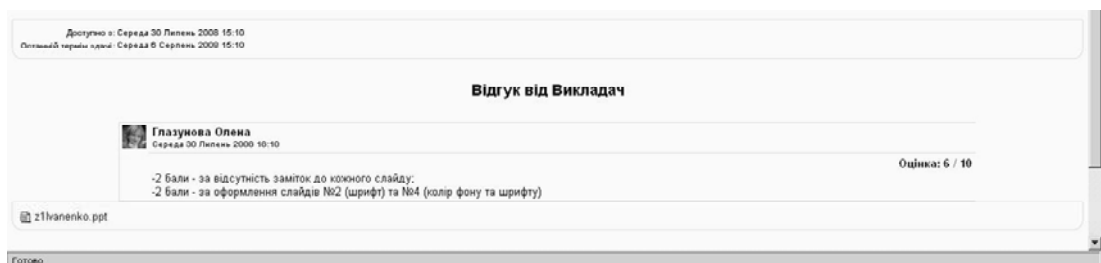 Доступно з: Середа 30 Липень 2008 15:10
Останній термін здачі: Середа 6 Серпень 2008 15:10
Відгук від Викладач
Глазунова Олена
Середа 30 Липень 2008 16:10
Оцінка: 6 / 10
-2 бали - за відсутність заміток до кожного слайду;
-2 бали - за оформлення слайдів №2 (шрифт) та №4 (колір фону та шрифту)
z1Ivanenko.ppt
Готово